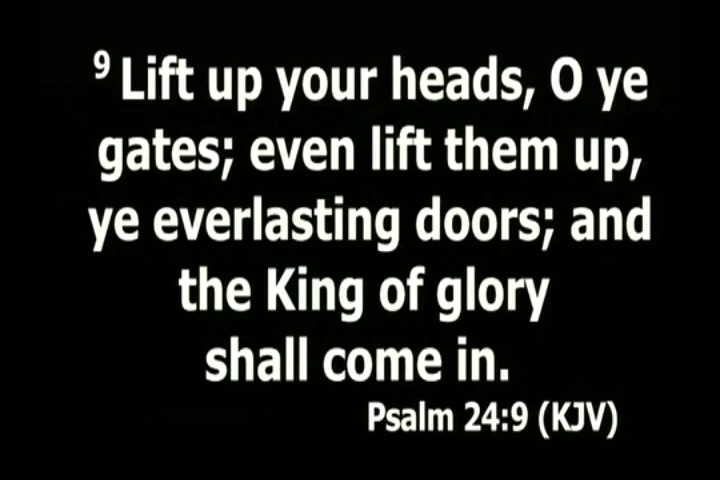 9 Lift up your heads, O ye
gates; even lift them up,
ye everlasting doors; and
the King of glory
shall come in.
Psalm 24:9 (KJV)